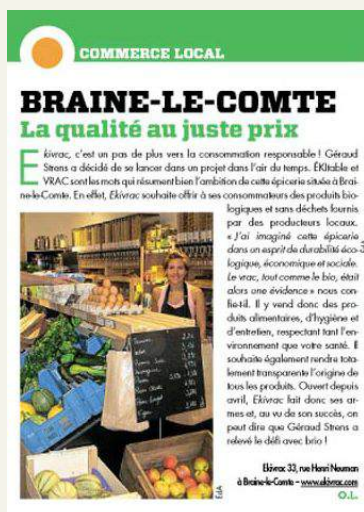 COMMERCE LOCAL
BRAINE-LE-COMTE
La qualité au juste prix
Ekivrac, c'est un pas de plus vers la consommation responsable ! Géraud
Strens a décidé de se lancer dans un projet dans l'air du temps. ÉKItable et
VRAC sont les mots qui résument bien l'ambition de cette épicerie située à Brai-
ne-le-Comte. En effet, Ekivrac souhaite offrir à ses consommateurs des produits bio-
logiques et sans déchets fournis
par des producteurs locaux.
« J'ai imaginé cette épicerie
dans un esprit de durabilité éco-
logique, économique et sociale.
Le vrac, tout comme le bio, était
alors une évidence » nous con-
fie-t-il. Il y vend donc des pro-
duits alimentaires, d'hygiène et
d'entretien, respectant tant l'en-
vironnement que votre santé. Il
souhaite également rendre tota-
lement transparente l'origine de
tous les produits. Ouvert depuis
avril, Ekivrac fait donc ses ar-
mes et, au vu de son succès, on
peut dire que Géraud Strens a
relevé le défi avec brio !
Ekivrac 33, rue Henri Neuman
à Braine-le-Comte – www.ekivrac.com
O.L.
EdA